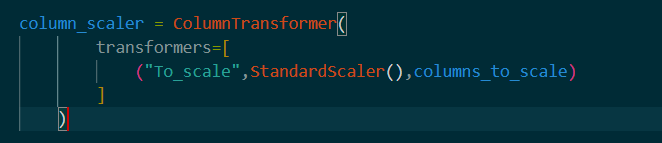 column_scaler = ColumnTransformer(
transformers=[
("To_scale",StandardScaler(),columns_to_scale)
]
)